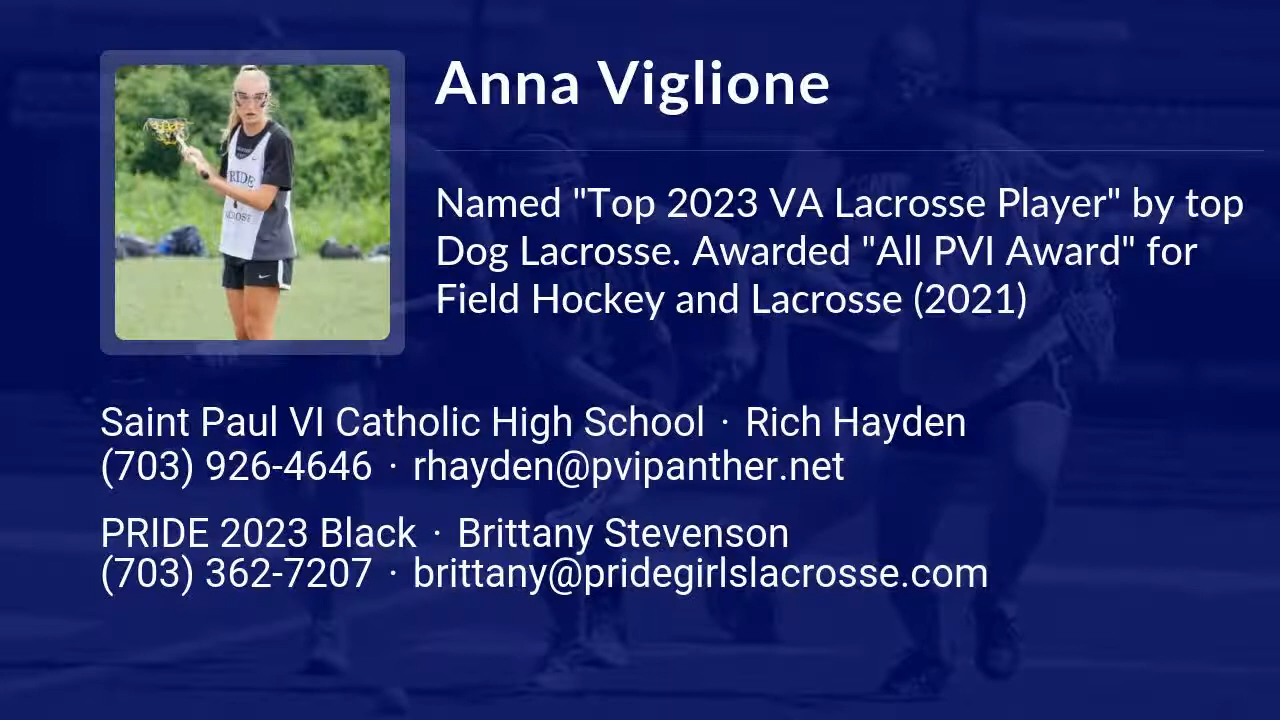 Anna Viglione
Named "Top 2023 VA Lacrosse Player" by top
Dog Lacrosse. Awarded "All PVI Award" for
Field Hockey and Lacrosse (2021)
Saint Paul VI Catholic High School · Rich Hayden
(703) 926-4646 · rhayden@pvipanther.net
PRIDE 2023 Black · Brittany Stevenson
(703) 362-7207 · brittany@pridegirlslacrosse.com